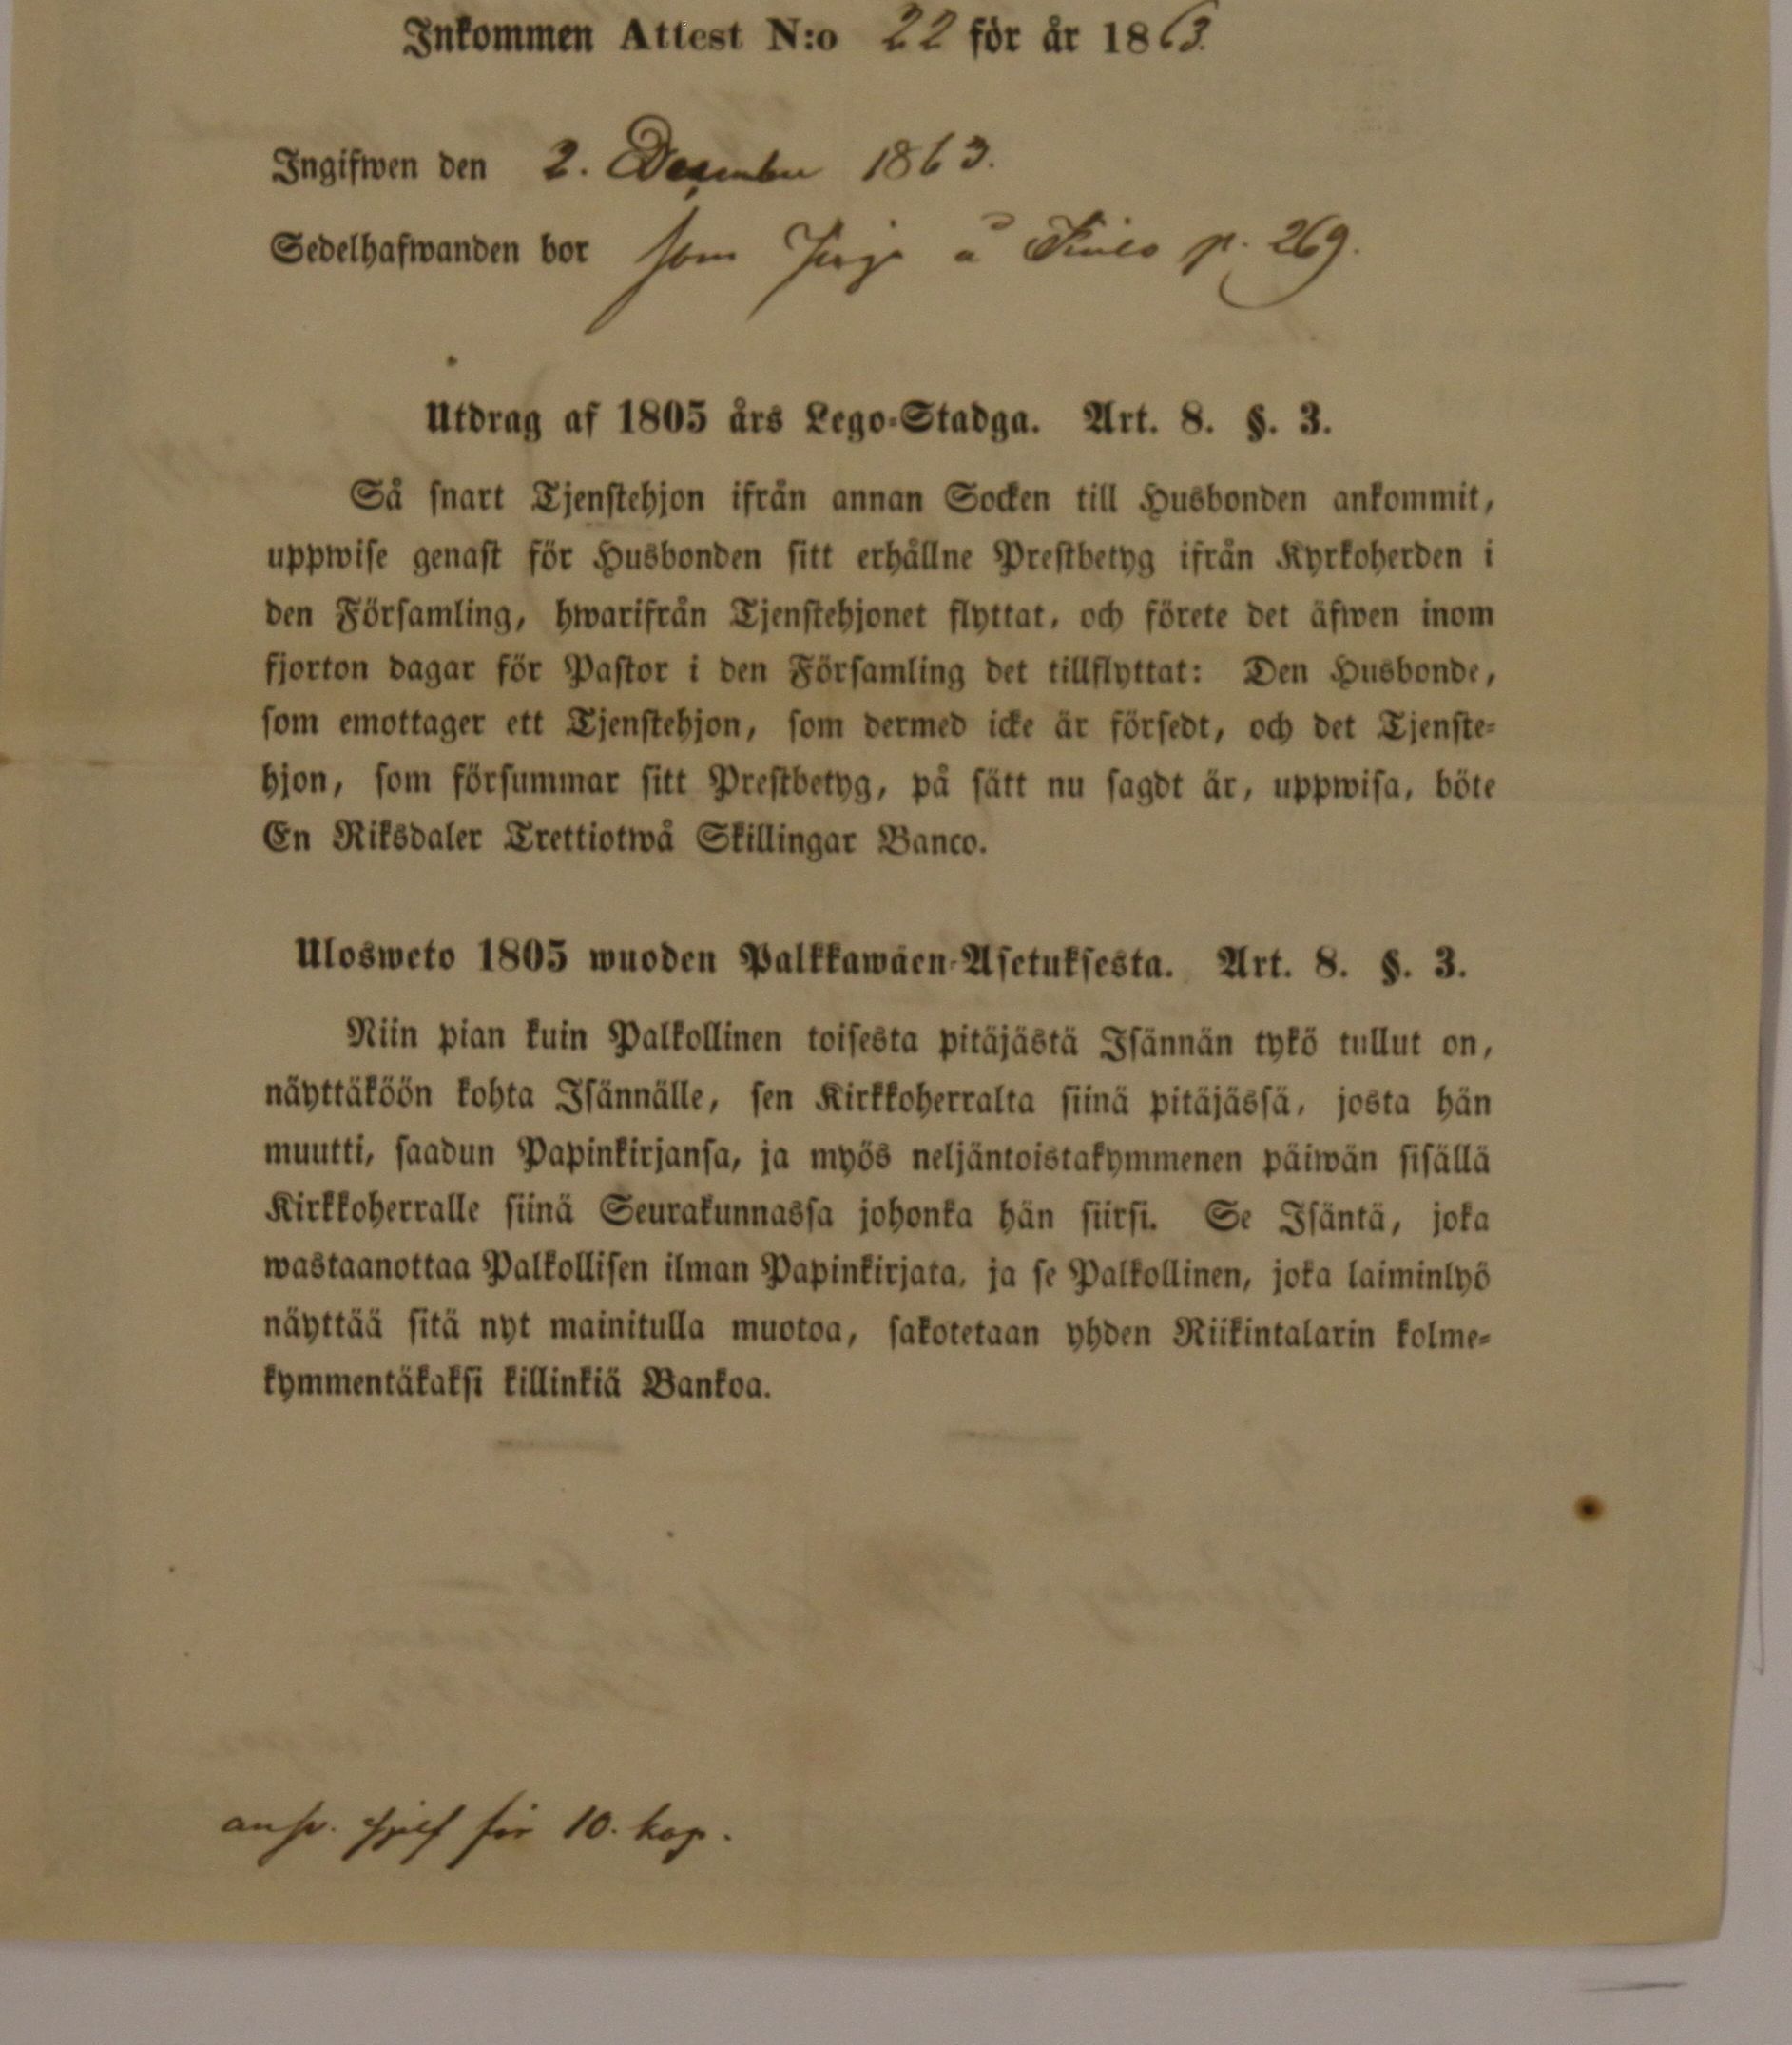 Inkommen Attest N:o 22 för år 1863.
Ingifwen den 2. December 1863.
Sedelhafwanden bor som å p. 269.
Utdrag af 1805 års Lego-Stadga. Art. 8. §. 3.
Så snart Tjenstehjon ifrån annan Socken till Husbonden ankommit,
uppwise genast för Husbonden sitt erhållne Prestbetyg ifrån Kyrkoherden i
den Församling, hwarifrån Tjenstehjonet flyttat, och förete det äfwen inom
fjorton dagar för Pastor i den Församling det tillflyttat: Den Husbonde,
som emottager ett Tjenstehjon, som dermed icke är försedt, och det Tjenste-
hjon, som försummar sitt Prestbetyg, på sätt nu sagdt är, uppwisa, böte
En Riksdaler Trettiotwå Skillingar Banco.
Ulosweto 1805 wuoden Palkkawäen-Asetuksesta. Art. 8. §. 3.
Niin pian kuin Palkollinen toisesta pitäjästä Isännän tykö tullut on,
näyttäköön kohta Isännälle, sen Kirkkoherralta siinä pitäjässä, josta hän
muutti, saadun Papinkirjansa, ja myös neljäntoistakymmenen päiwän sisällä
Kirkkoherralle siinä Seurakunnassa johonka hän siirsi. Se Isäntä, joka
wastaanottaa Palkollisen ilman Papinkirjata, ja se Palkollinen, joka laiminlyö
näyttää sitä nyt mainitulla muotoa, sakotetaan yhden Riikintalarin kolme-
kymmentäkaksi killinkiä Bankoa.
för 10. kop.